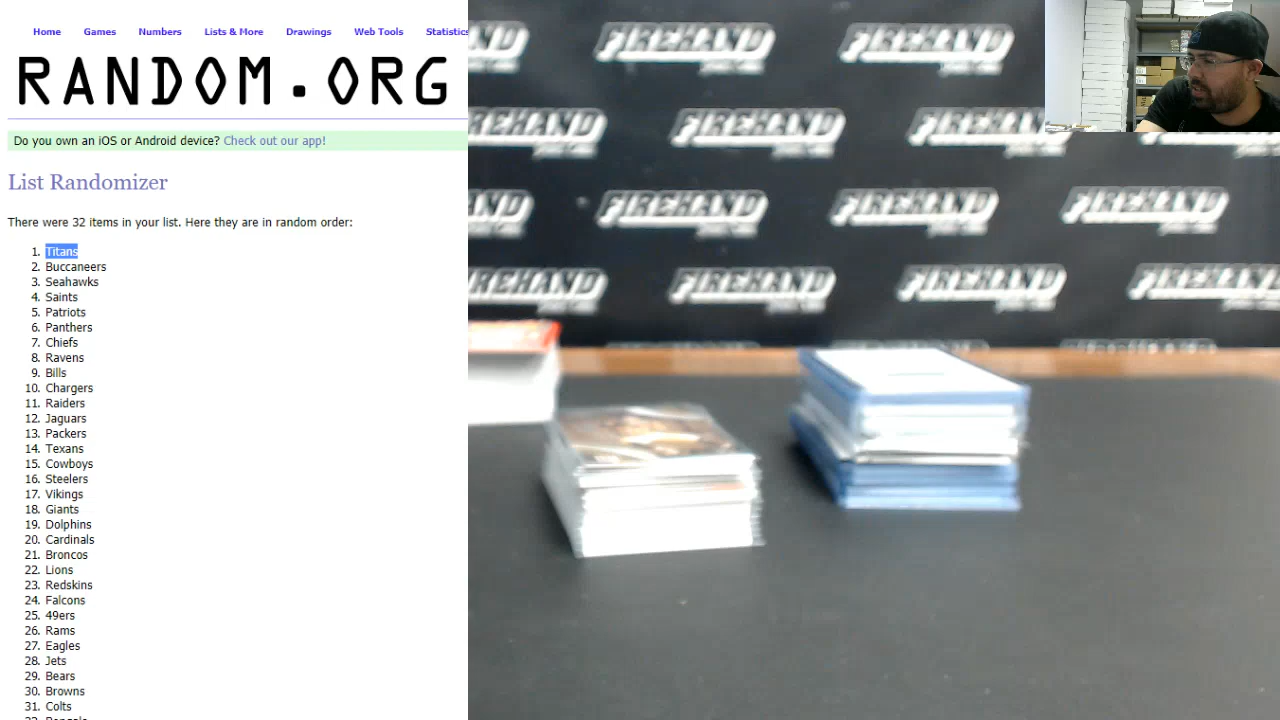 Home Games Numbers Lists & More Drawings Web Tools Statistics
RANDOM.ORG
Do you own an iOS or Android device? Check out our app!
List Randomizer
There were 32 items in your list. Here they are in random order:
1. Titans
2. Buccaneers
3. Seahawks
4. Saints
5. Patriots
6. Panthers
7. Chiefs
8. Ravens
9. Bills
10. Chargers
11. Raiders
12. Jaguars
13. Packers
14. Texans
15. Cowboys
16. Steelers
17. Vikings
18. Giants
19. Dolphins
20. Cardinals
21. Broncos
22. Lions
23. Redskins
24. Falcons
25. 49ers
26. Rams
27. Eagles
28. Jets
29. Bears
30. Browns
31. Colts
32. Bengals
FIREHAND FIREHAND
FIREHAND FIREHAND FIREHAND
FIREHAND FIREHAND FIREHAND
FIREHAND FIREHAND FIREHAND FIREHAND